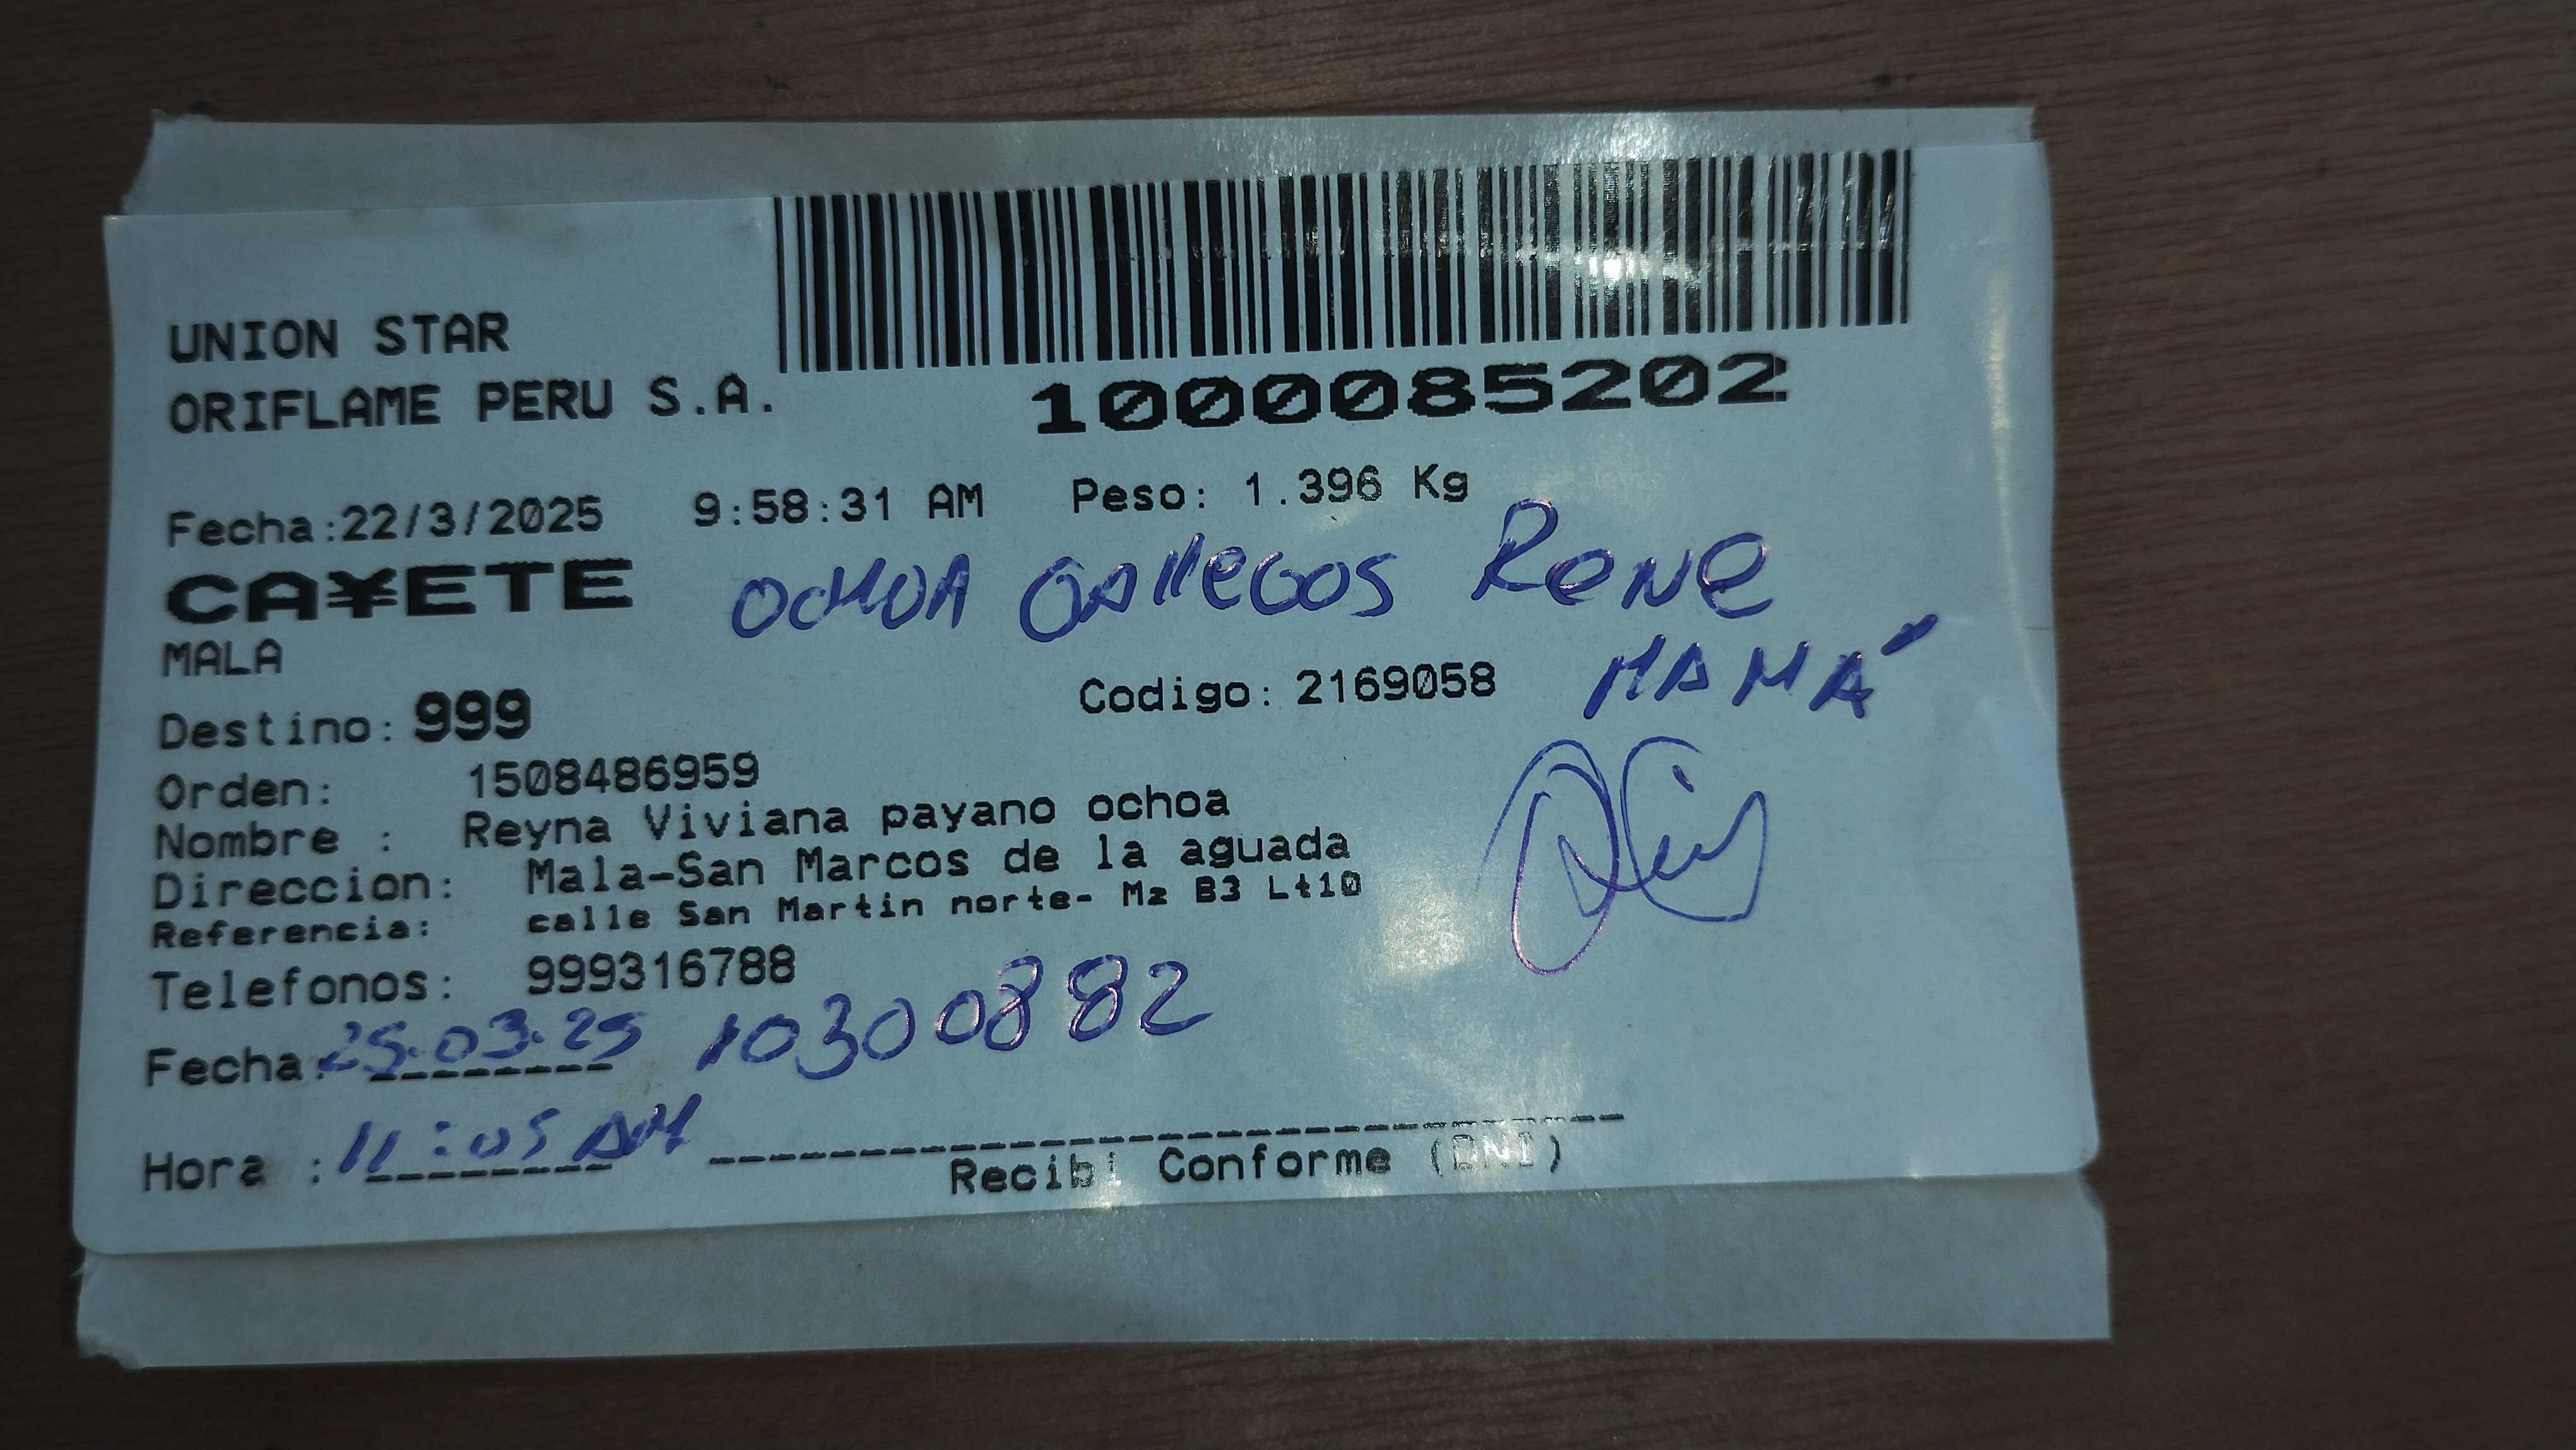 UNION STAR
ORIFLAME PERU S.A.
1000085202
Fecha:22/3/2025 9:58:31 AM Peso: 1.396 Kg
CA¥ETE OCHOA GAllEGOS RENE
MALA
MAMÁ
Destino: 999 Codigo: 2169058
Orden: 1508486959
Nombre : Reyna Viviana payano ochoa
Direccion: Mala-San Marcos de la aguada
Referencia: calle San Martin norte- Mz B3 Lt10
Telefonos: 999316788
Fecha: 25.03.25 10300882
Hora : 11:05 AM
Recibi Conforme (DNI)